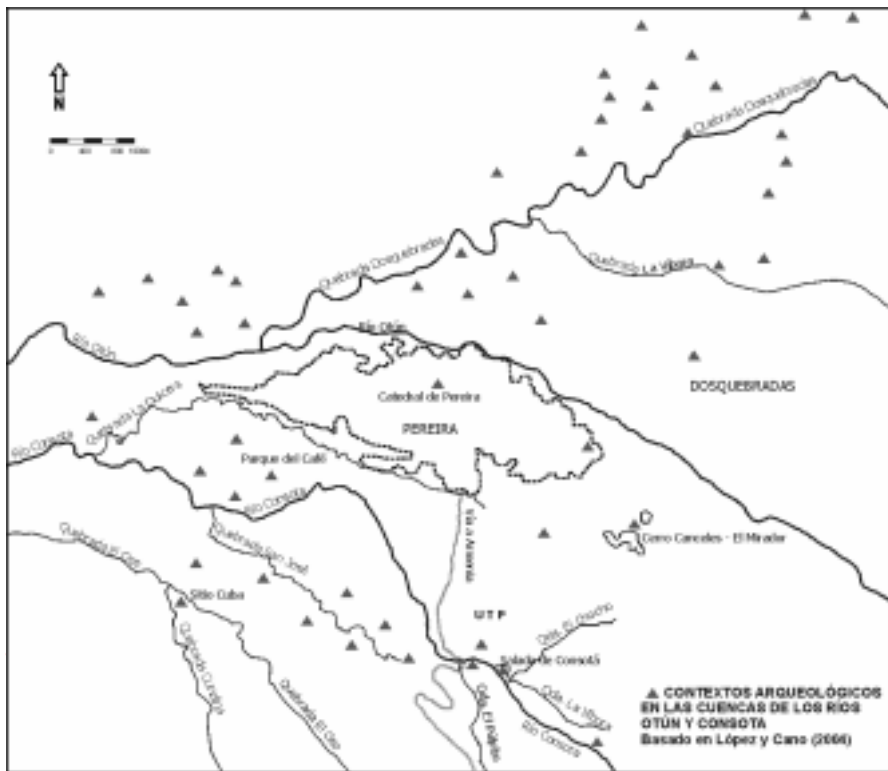 N
Quebrada Dosquebradas
Quebrada Dosquebradas
Quebrada La Víbora
Río Otún
Río Otún
DOSQUEBRADAS
Catedral de Pereira
Quebrada La Dulcera
PEREIRA
Río Consota
Parque del Café
Río Consota
Vía a Armenia
Cerro Canceles - El Mirador
Quebrada San José
Quebrada El Oso
Sitio Cuba
UTP
Qda. El Chocho
Salado de Consotá
Quebrada El Oso
Qda. La Víbora
Río Consota
CONTEXTOS ARQUEOLÓGICOS
EN LAS CUENCAS DE LOS RÍOS
OTÚN Y CONSOTA
Basado en López y Cano (2006)